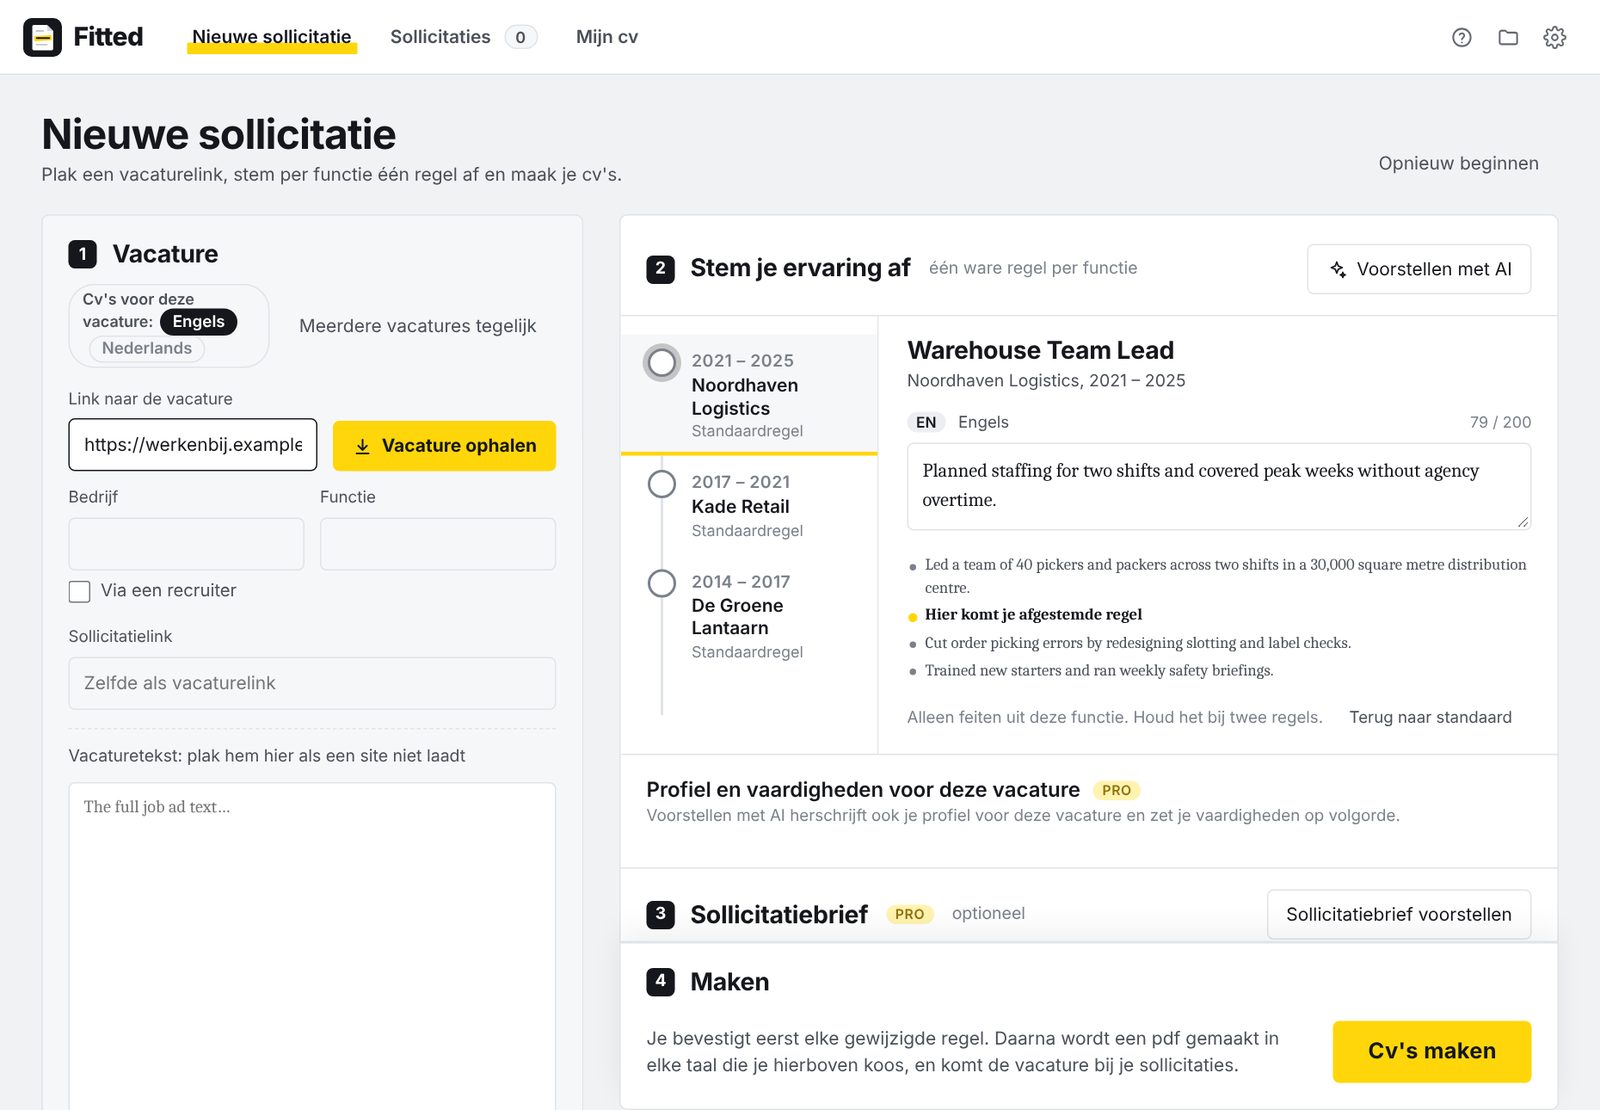 Fitted
Nieuwe sollicitatie
Sollicitaties 0
Mijn cv
Nieuwe sollicitatie
Plak een vacaturelink, stem per functie één regel af en maak je cv's.
Opnieuw beginnen
1 Vacature
Cv's voor deze
vacature: Engels
Nederlands
Meerdere vacatures tegelijk
Link naar de vacature
https://werkenbij.example
Vacature ophalen
Bedrijf
Functie
Via een recruiter
Sollicitatielink
Zelfde als vacaturelink
Vacaturetekst: plak hem hier als een site niet laadt
The full job ad text...
2 Stem je ervaring af
één ware regel per functie
Voorstellen met AI
2021 – 2025
Noordhaven
Logistics
Standaardregel
2017 – 2021
Kade Retail
Standaardregel
2014 – 2017
De Groene
Lantaarn
Standaardregel
Warehouse Team Lead
Noordhaven Logistics, 2021 – 2025
EN Engels
79 / 200
Planned staffing for two shifts and covered peak weeks without agency
overtime.
Led a team of 40 pickers and packers across two shifts in a 30,000 square metre distribution
centre.
Hier komt je afgestemde regel
Cut order picking errors by redesigning slotting and label checks.
Trained new starters and ran weekly safety briefings.
Alleen feiten uit deze functie. Houd het bij twee regels.
Terug naar standaard
Profiel en vaardigheden voor deze vacature PRO
Voorstellen met AI herschrijft ook je profiel voor deze vacature en zet je vaardigheden op volgorde.
3 Sollicitatiebrief PRO optioneel
Sollicitatiebrief voorstellen
4 Maken
Je bevestigt eerst elke gewijzigde regel. Daarna wordt een pdf gemaakt in
elke taal die je hierboven koos, en komt de vacature bij je sollicitaties.
Cv's maken